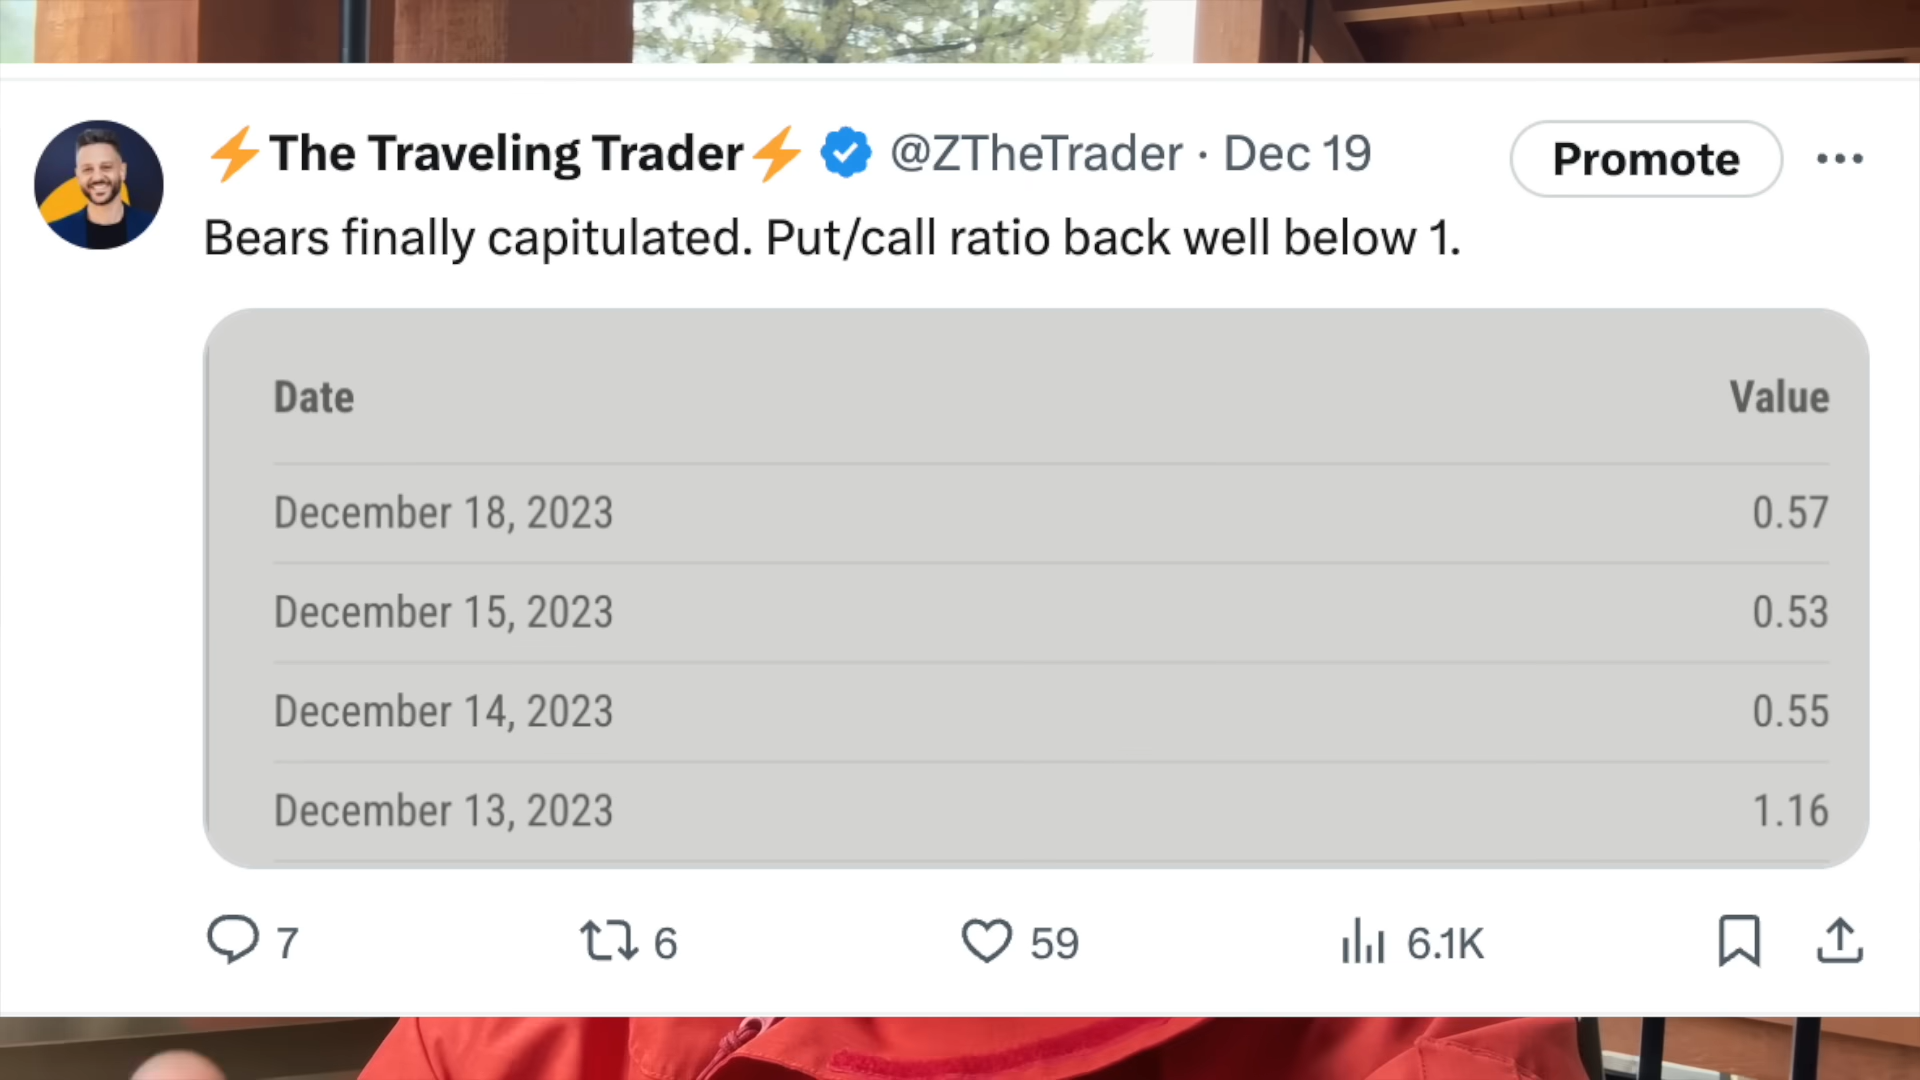 ⚡The Traveling Trader⚡ @ZTheTrader · Dec 19 Promote
Bears finally capitulated. Put/call ratio back well below 1.
Date Value
December 18, 2023 0.57
December 15, 2023 0.53
December 14, 2023 0.55
December 13, 2023 1.16
7 6 59 6.1K